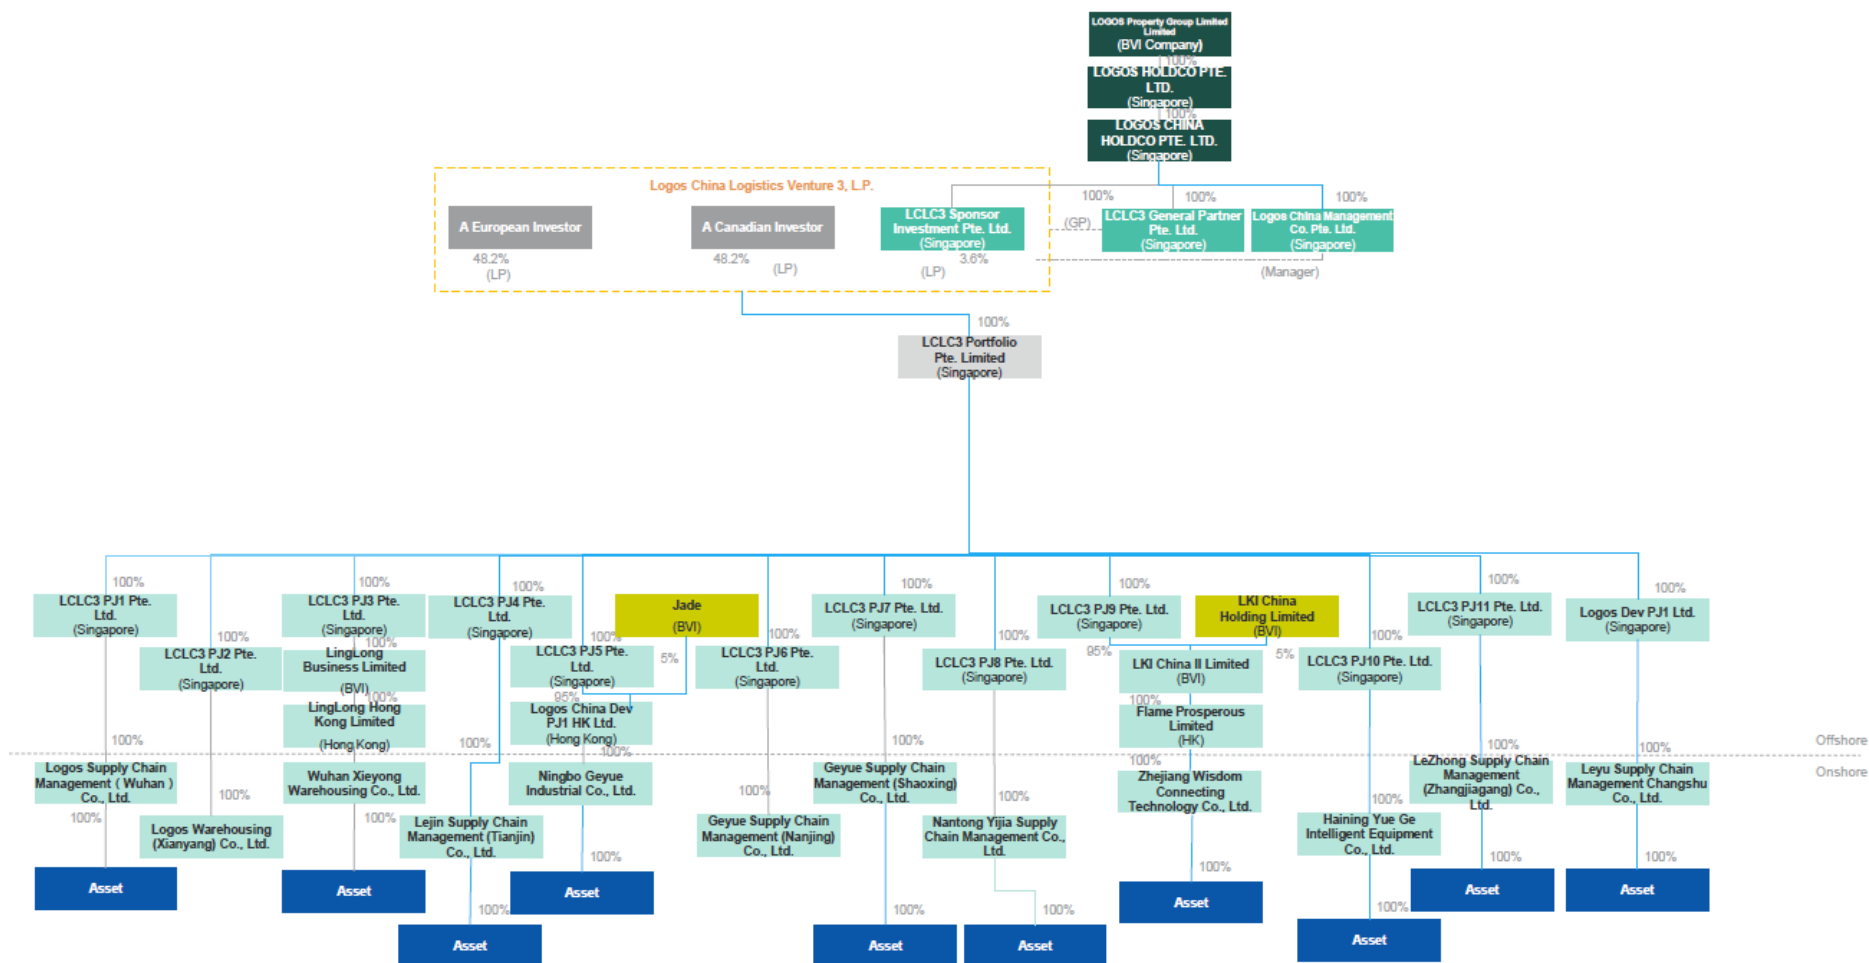 LOGOS Property Group Limited
Limited
(BVI Company)
100%
LOGOS HOLDCO PTE.
LTD.
(Singapore)
100%
LOGOS CHINA
HOLDCO PTE. LTD.
(Singapore)
Logos China Logistics Venture 3, L.P.
100%
100%
100%
A European Investor
48.2%
(LP)
A Canadian Investor
48.2%
(LP)
LCLC3 Sponsor
Investment Pte. Ltd.
(Singapore)
3.6%
(LP)
(GP)
LCLC3 General Partner
Pte. Ltd.
(Singapore)
Logos China Management
Co. Pte. Ltd.
(Singapore)
(Manager)
100%
LCLC3 Portfolio
Pte. Limited
(Singapore)
100%
LCLC3 PJ1 Pte.
Ltd.
(Singapore)
100%
LCLC3 PJ2 Pte.
Ltd.
(Singapore)
100%
LCLC3 PJ3 Pte.
Ltd.
(Singapore)
100%
LingLong
Business Limited
(BVI)
100%
LingLong Hong
Kong Limited
(Hong Kong)
100%
LCLC3 PJ4 Pte.
Ltd.
(Singapore)
100%
LCLC3 PJ5 Pte.
Ltd.
(Singapore)
Jade
(BVI)
5%
95%
Logos China Dev
PJ1 HK Ltd.
(Hong Kong)
100%
LCLC3 PJ6 Pte.
Ltd.
(Singapore)
100%
LCLC3 PJ7 Pte. Ltd.
(Singapore)
100%
LCLC3 PJ8 Pte. Ltd.
(Singapore)
100%
LCLC3 PJ9 Pte. Ltd.
(Singapore)
95%
LKI China
Holding Limited
(BVI)
5%
LKI China II Limited
(BVI)
100%
Flame Prosperous
Limited
(HK)
100%
LCLC3 PJ10 Pte. Ltd.
(Singapore)
100%
LCLC3 PJ11 Pte. Ltd.
(Singapore)
100%
Logos Dev PJ1 Ltd.
(Singapore)
Offshore
Onshore
100%
Logos Supply Chain
Management ( Wuhan )
Co., Ltd.
100%
Asset
100%
Logos Warehousing
(Xianyang) Co., Ltd.
Wuhan Xieyong
Warehousing Co., Ltd.
100%
Asset
100%
Lejin Supply Chain
Management (Tianjin)
Co., Ltd.
100%
Asset
100%
Ningbo Geyue
Industrial Co., Ltd.
100%
Asset
100%
Geyue Supply Chain
Management (Nanjing)
Co., Ltd.
100%
Geyue Supply Chain
Management (Shaoxing)
Co., Ltd.
100%
Asset
100%
Nantong Yijia Supply
Chain Management Co.,
Ltd.
100%
Asset
100%
Zhejiang Wisdom
Connecting
Technology Co., Ltd.
100%
Asset
100%
Haining Yue Ge
Intelligent Equipment
Co., Ltd.
100%
Asset
100%
LeZhong Supply Chain
Management
(Zhangjiagang) Co.,
Ltd.
100%
Asset
100%
Leyu Supply Chain
Management Changshu
Co., Ltd.
100%
Asset